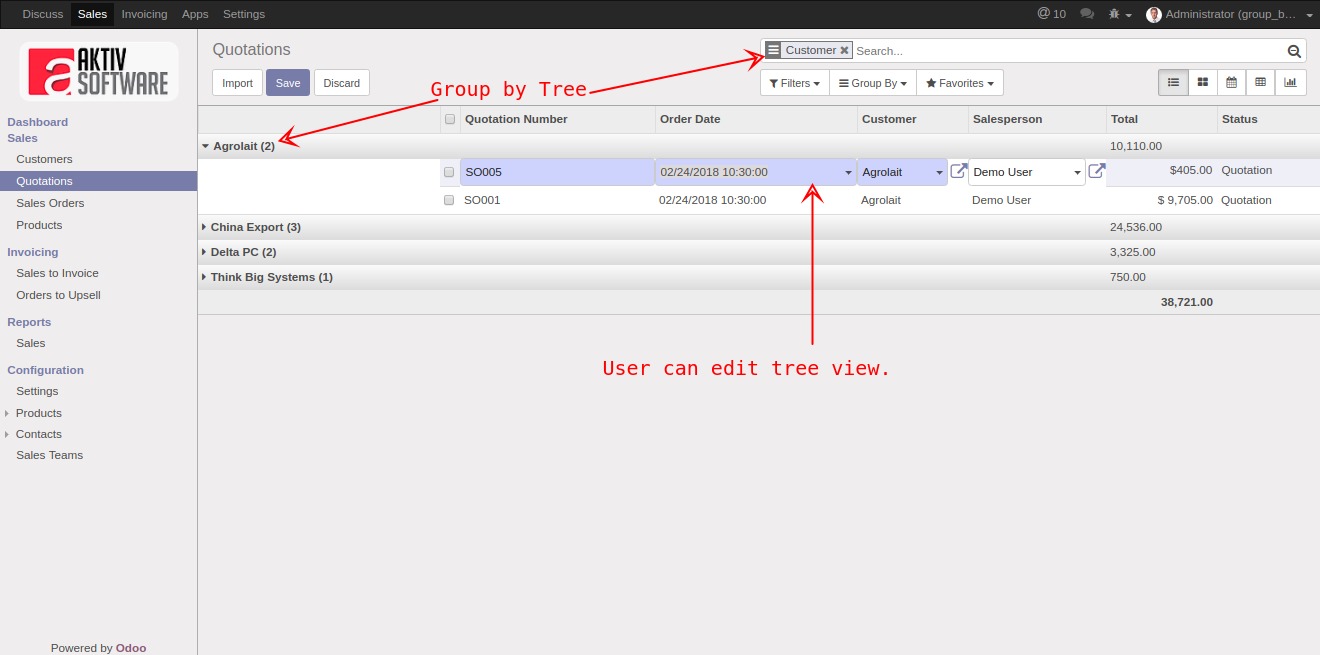 Discuss Sales Invoicing Apps Settings @ 10 Administrator (group_b...
AKTIV
SOFTWARE
Quotations
Customer Search...
Import Save Discard
Filters Group By Favorites
Group by Tree
Dashboard
Sales
Customers
Quotations
Sales Orders
Products
Invoicing
Sales to Invoice
Orders to Upsell
Reports
Sales
Configuration
Settings
Products
Contacts
Sales Teams
Powered by Odoo
Quotation Number Order Date Customer Salesperson Total Status
Agrolait (2) 10,110.00
SO005 02/24/2018 10:30:00 Agrolait Demo User $405.00 Quotation
SO001 02/24/2018 10:30:00 Agrolait Demo User $ 9,705.00 Quotation
China Export (3) 24,536.00
Delta PC (2) 3,325.00
Think Big Systems (1) 750.00
38,721.00
User can edit tree view.